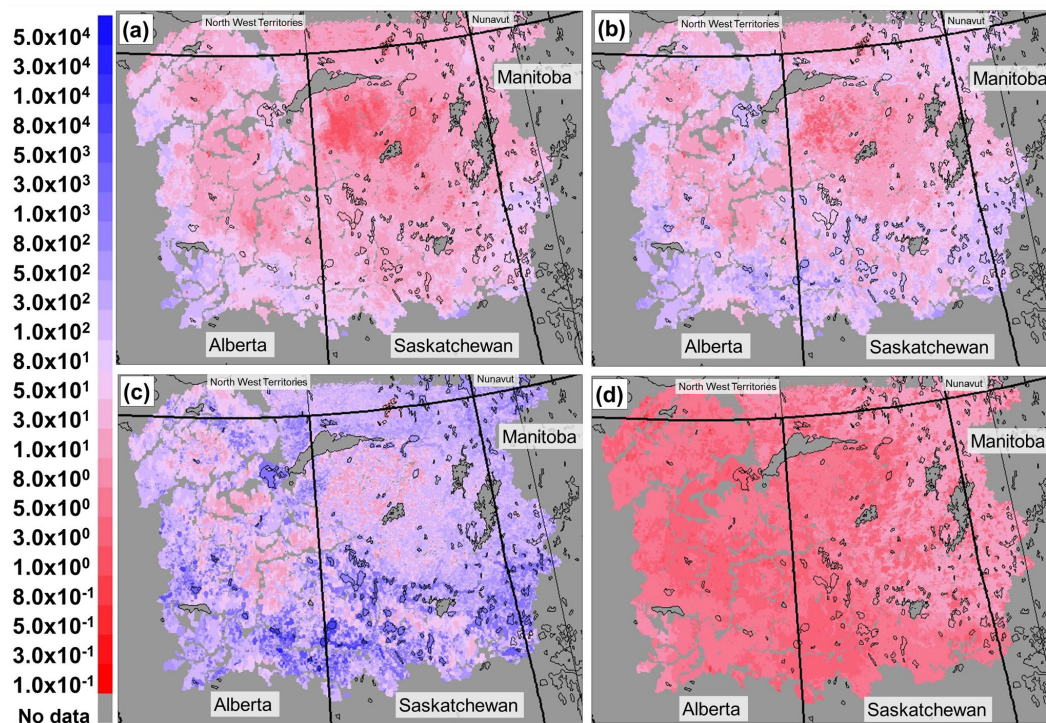 5.0x10⁴
3.0x10⁴
1.0x10⁴
8.0x10⁴
5.0x10³
3.0x10³
1.0x10³
8.0x10²
5.0x10²
3.0x10²
1.0x10²
8.0x10¹
5.0x10¹
3.0x10¹
1.0x10¹
8.0x10⁰
5.0x10⁰
3.0x10⁰
1.0x10⁰
8.0x10⁻¹
5.0x10⁻¹
3.0x10⁻¹
1.0x10⁻¹
No data
(a)
North West Territories
Nunavut
Manitoba
Alberta
Saskatchewan
(b)
North West Territories
Nunavut
Manitoba
Alberta
Saskatchewan
(c)
North West Territories
Nunavut
Manitoba
Alberta
Saskatchewan
(d)
North West Territories
Nunavut
Manitoba
Alberta
Saskatchewan